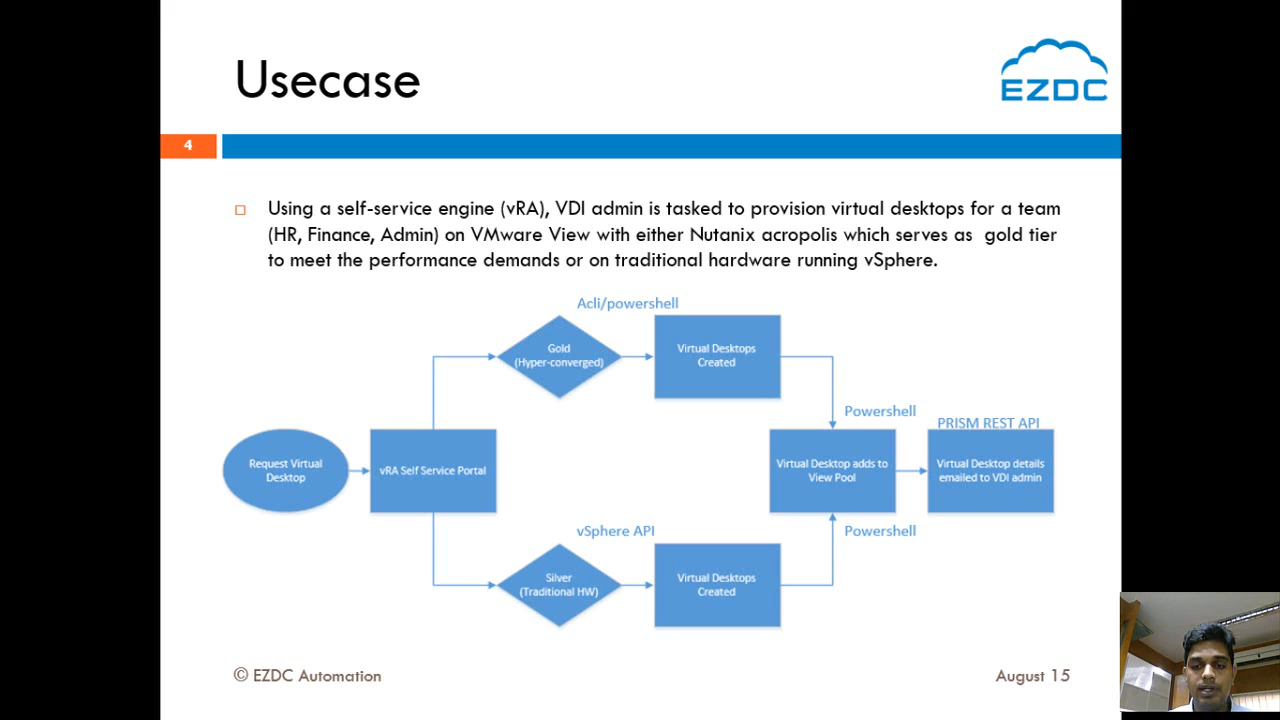 Usecase
EZDC
4
Using a self-service engine (vRA), VDI admin is tasked to provision virtual desktops for a team
(HR, Finance, Admin) on VMware View with either Nutanix acropolis which serves as gold tier
to meet the performance demands or on traditional hardware running vSphere.
Acli/powershell
Gold
(Hyper-converged)
Virtual Desktops
Created
Powershell
PRISM REST API
Request Virtual
Desktop
vRA Self Service Portal
Virtual Desktop adds to
View Pool
Virtual Desktop details
emailed to VDI admin
vSphere API
Powershell
Silver
(Traditional HW)
Virtual Desktops
Created
© EZDC Automation
August 15